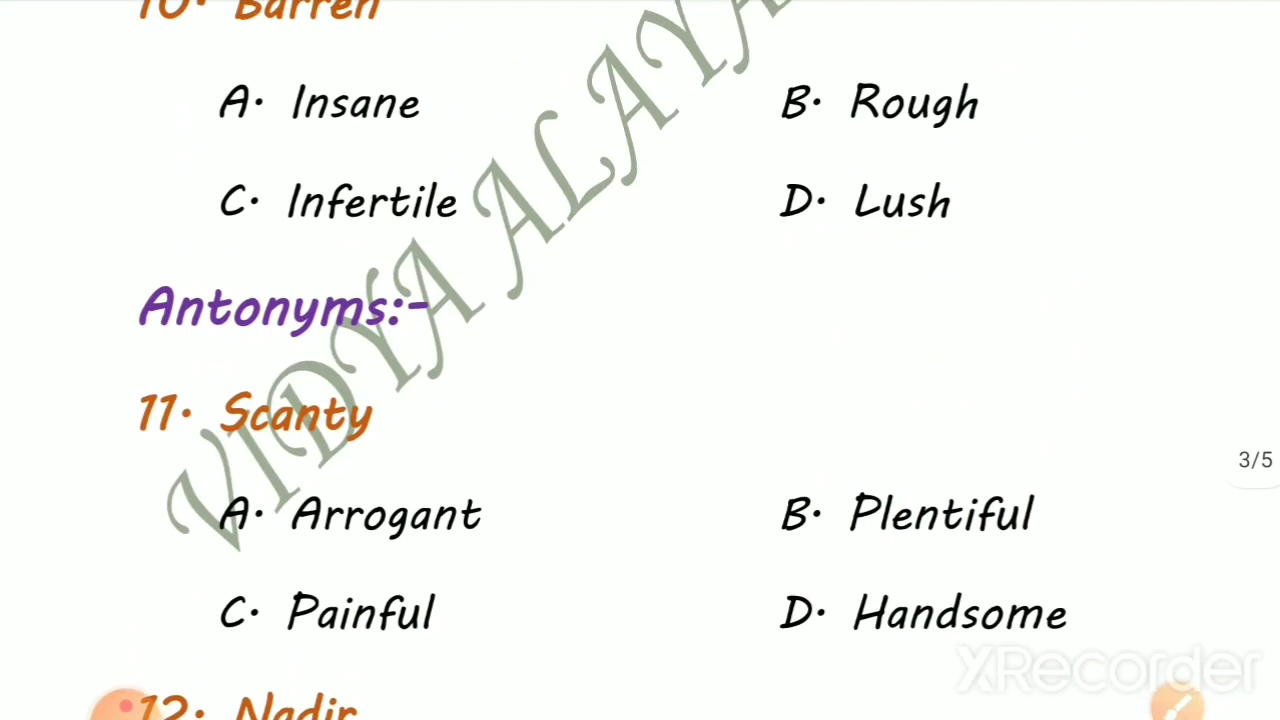 10. Barren
A. Insane B. Rough
C. Infertile D. Lush
Antonyms:-
11. Scanty
A. Arrogant B. Plentiful
3/5
C. Painful D. Handsome
12. Nadir
VIDYA ALAYA
XRecorder